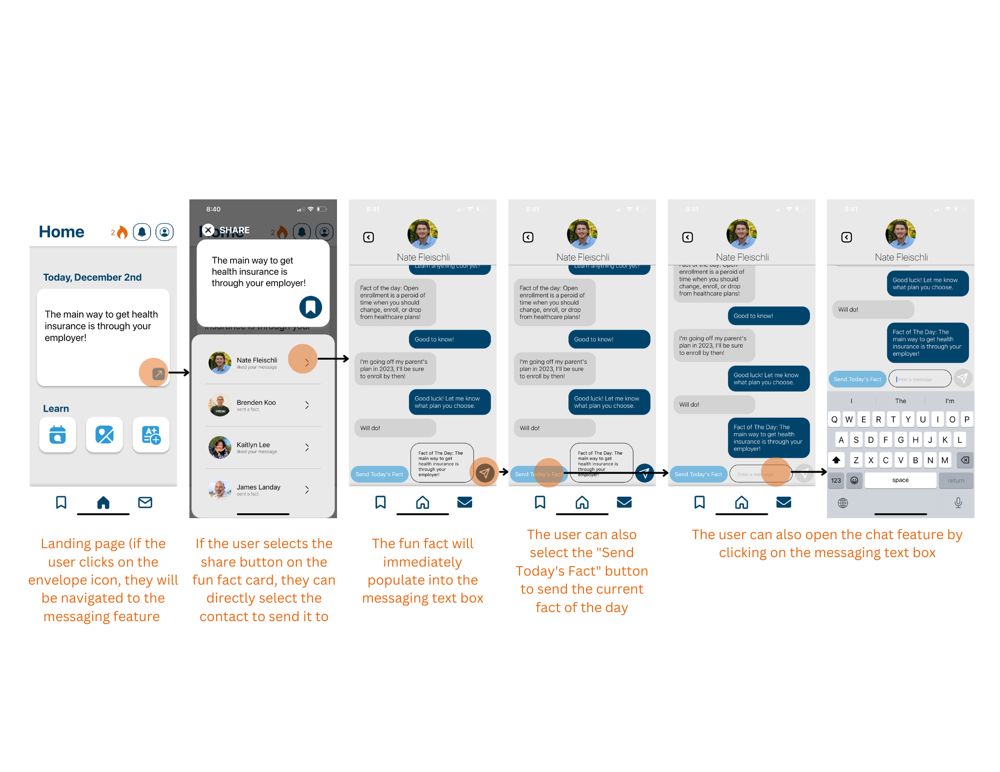 Home
2
Today, December 2nd
The main way to get health
insurance is through your
employer!
Learn
A+
Landing page (if the
user clicks on the
envelope icon, they will
be navigated to the
messaging feature
8:40
SHARE
2
The main way to get
health insurance is
through your employer!
Nate Fleischli
liked your message
Brenden Koo
sent a fact
Kaitlyn Lee
liked your message
James Landay
sent a fact
If the user selects the
share button on the
fun fact card, they can
directly select the
contact to send it to
8:41
Nate Fleischli
Learn anything cool yet?
Fact of the day: Open
enrollment is a peroid of
time when you should
change, enroll, or drop
from healthcare plans!
Good to know!
I'm going off my parent's
plan in 2023, I'll be sure
to enroll by then!
Good luck! Let me know
what plan you choose.
Will do!
Fact of The Day: The
main way to get
health insurance is
through your
employer!
Send Today's Fact
The fun fact will
immediately
populate into the
messaging text box
8:41
Nate Fleischli
Learn anything cool yet?
Fact of the day: Open
enrollment is a peroid of
time when you should
change, enroll, or drop
from healthcare plans!
Good to know!
I'm going off my parent's
plan in 2023, I'll be sure
to enroll by then!
Good luck! Let me know
what plan you choose.
Will do!
Fact of The Day: The
main way to get
health insurance is
through your
employer!
Send Today's Fact
The user can also
select the "Send
Today's Fact" button
to send the current
fact of the day
8:41
Nate Fleischli
Fact of the day: Open
enrollment is a peroid of
time when you should
change, enroll, or drop
from healthcare plans!
Good to know!
I'm going off my parent's
plan in 2023, I'll be sure
to enroll by then!
Good luck! Let me know
what plan you choose.
Will do!
Fact of The Day: The
main way to get health
insurance is through your
employer!
Send Today's Fact
Enter a message
8:41
Nate Fleischli
Good luck! Let me know
what plan you choose.
Will do!
Fact of The Day: The
main way to get health
insurance is through your
employer!
Send Today's Fact
Enter a message
I The I'm
Q W E R T Y U I O P
A S D F G H J K L
Z X C V B N M
123 space return
The user can also open the chat feature by
clicking on the messaging text box